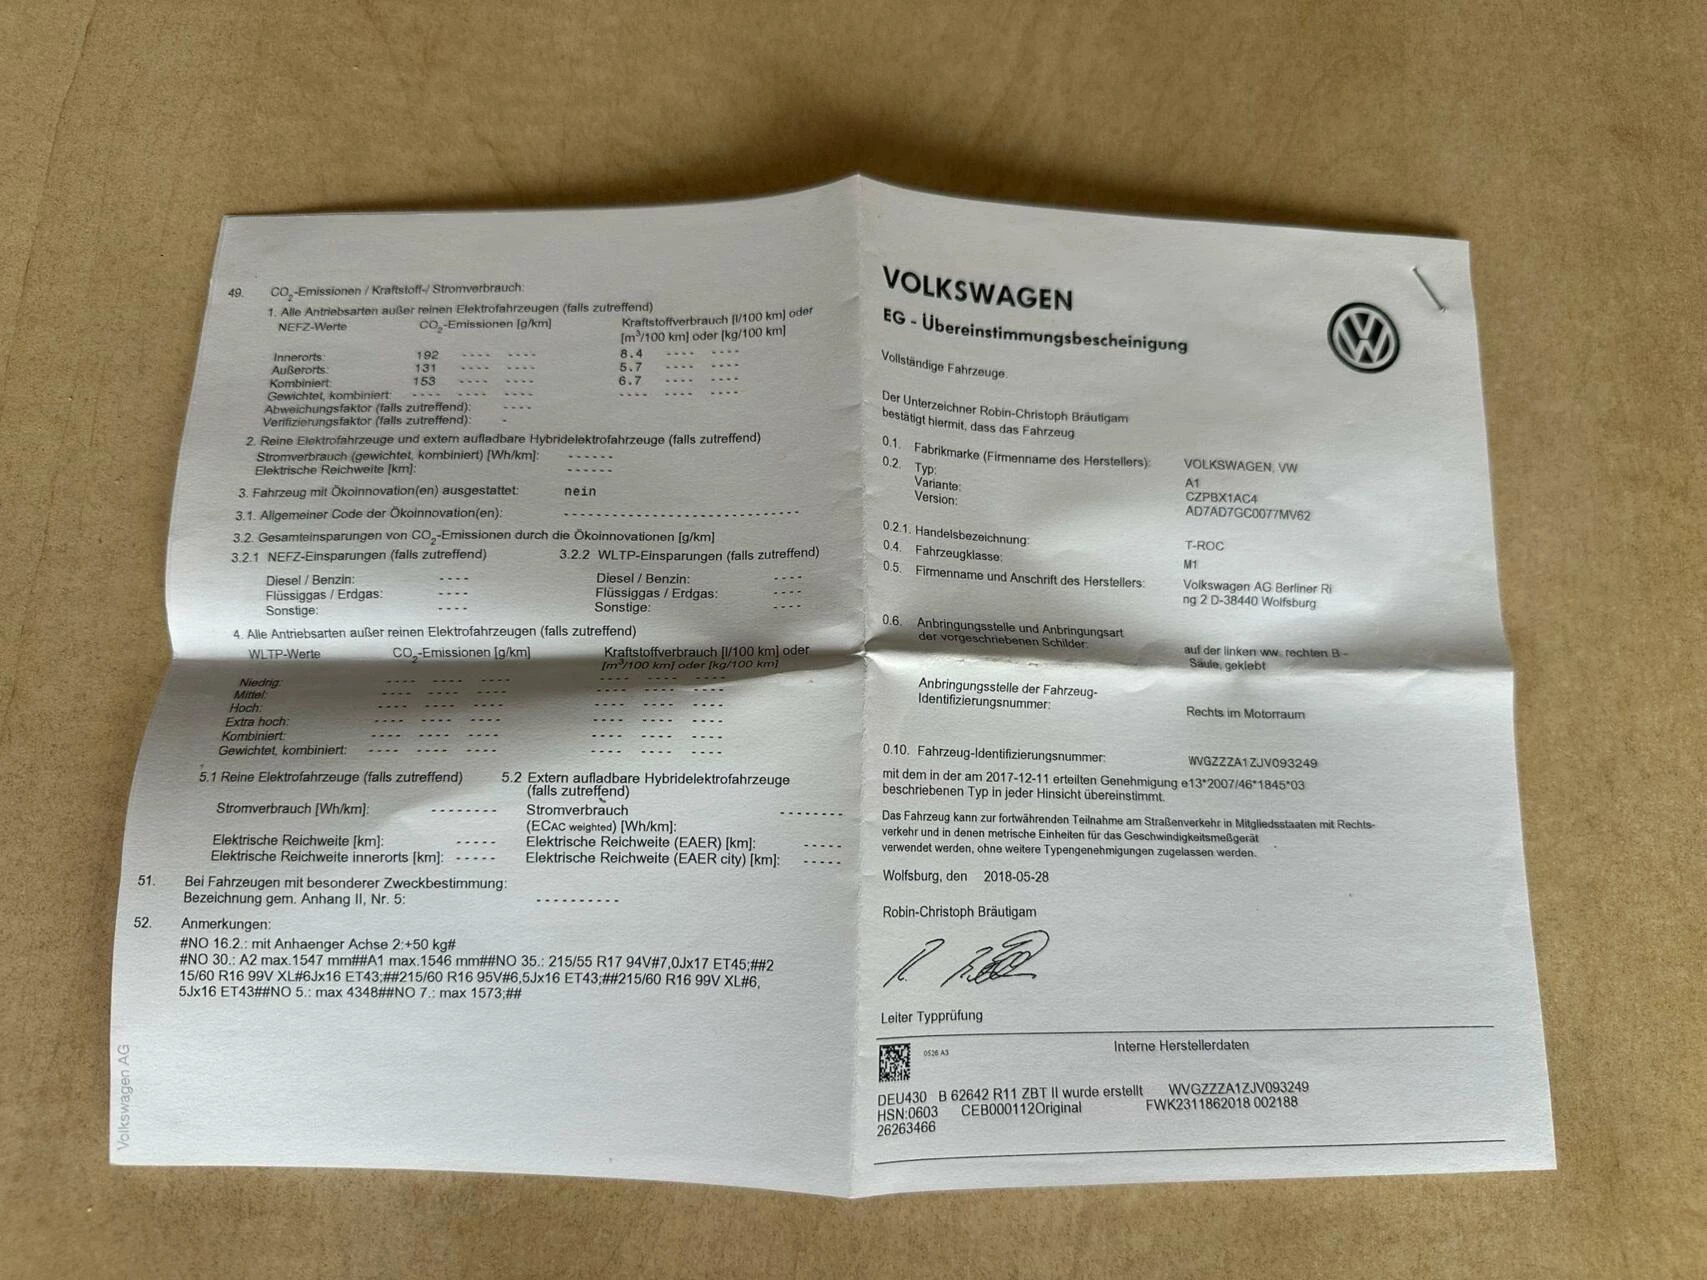 49. CO2-Emissionen / Kraftstoff-/ Stromverbrauch:
1. Alle Antriebsarten außer reinen Elektrofahrzeugen (falls zutreffend)
NEFZ-Werte CO2-Emissionen [g/km] Kraftstoffverbrauch [l/100 km] oder
[m³/100 km] oder [kg/100 km]
Innerorts: 192 ---- ---- 8.4 ---- ----
Außerorts: 131 ---- ---- 5.7 ---- ----
Kombiniert: 153 ---- ---- 6.7 ---- ----
Gewichtet, kombiniert: ---- ---- ---- ---- ---- ----
Abweichungsfaktor (falls zutreffend): ----
Verifizierungsfaktor (falls zutreffend): -
2. Reine Elektrofahrzeuge und extern aufladbare Hybridelektrofahrzeuge (falls zutreffend)
Stromverbrauch (gewichtet, kombiniert) [Wh/km]: ------
Elektrische Reichweite [km]: ------
3. Fahrzeug mit Ökoinnovation(en) ausgestattet: nein
3.1. Allgemeiner Code der Ökoinnovation(en): ------------------------------
3.2. Gesamteinsparungen von CO2-Emissionen durch die Ökoinnovationen [g/km]
3.2.1 NEFZ-Einsparungen (falls zutreffend) 3.2.2 WLTP-Einsparungen (falls zutreffend)
Diesel / Benzin: ---- Diesel / Benzin: ----
Flüssiggas / Erdgas: ---- Flüssiggas / Erdgas: ----
Sonstige: ---- Sonstige: ----
4. Alle Antriebsarten außer reinen Elektrofahrzeugen (falls zutreffend)
WLTP-Werte CO2-Emissionen [g/km] Kraftstoffverbrauch [l/100 km] oder
[m³/100 km] oder [kg/100 km]
Niedrig: ---- ---- ---- ---- ---- ----
Mittel: ---- ---- ---- ---- ---- ----
Hoch: ---- ---- ---- ---- ---- ----
Extra hoch: ---- ---- ---- ---- ---- ----
Kombiniert: ---- ---- ---- ---- ---- ----
Gewichtet, kombiniert: ---- ---- ---- ---- ---- ----
5.1 Reine Elektrofahrzeuge (falls zutreffend) 5.2 Extern aufladbare Hybridelektrofahrzeuge
(falls zutreffend)
Stromverbrauch [Wh/km]: -------- Stromverbrauch --------
(ECAC weighted) [Wh/km]:
Elektrische Reichweite [km]: ----- Elektrische Reichweite (EAER) [km]: -----
Elektrische Reichweite innerorts [km]: ----- Elektrische Reichweite (EAER city) [km]: -----
51. Bei Fahrzeugen mit besonderer Zweckbestimmung:
Bezeichnung gem. Anhang II, Nr. 5: ----------
52. Anmerkungen:
#NO 16.2.: mit Anhaenger Achse 2:+50 kg#
#NO 30.: A2 max.1547 mm##A1 max.1546 mm##NO 35.: 215/55 R17 94V#7,0Jx17 ET45;##2
15/60 R16 99V XL#6Jx16 ET43;##215/60 R16 95V#6,5Jx16 ET43;##215/60 R16 99V XL#6,
5Jx16 ET43##NO 5.: max 4348##NO 7.: max 1573;##
Volkswagen AG
VOLKSWAGEN
EG - Übereinstimmungsbescheinigung
Vollständige Fahrzeuge.
Der Unterzeichner Robin-Christoph Bräutigam
bestätigt hiermit, dass das Fahrzeug
0.1. Fabrikmarke (Firmenname des Herstellers): VOLKSWAGEN, VW
0.2. Typ: A1
Variante: CZPBX1AC4
Version: AD7AD7GC0077MV62
0.2.1. Handelsbezeichnung: T-ROC
0.4. Fahrzeugklasse: M1
0.5. Firmenname und Anschrift des Herstellers: Volkswagen AG Berliner Ri
ng 2 D-38440 Wolfsburg
0.6. Anbringungsstelle und Anbringungsart
der vorgeschriebenen Schilder: auf der linken ww. rechten B -
Säule, geklebt
Anbringungsstelle der Fahrzeug-
Identifizierungsnummer: Rechts im Motorraum
0.10. Fahrzeug-Identifizierungsnummer: WVGZZZA1ZJV093249
mit dem in der am 2017-12-11 erteilten Genehmigung e13*2007/46*1845*03
beschriebenen Typ in jeder Hinsicht übereinstimmt.
Das Fahrzeug kann zur fortwährenden Teilnahme am Straßenverkehr in Mitgliedsstaaten mit Rechts-
verkehr und in denen metrische Einheiten für das Geschwindigkeitsmeßgerät
verwendet werden, ohne weitere Typengenehmigungen zugelassen werden.
Wolfsburg, den 2018-05-28
Robin-Christoph Bräutigam
Leiter Typprüfung
0526 A3 Interne Herstellerdaten
DEU430 B 62642 R11 ZBT II wurde erstellt WVGZZZA1ZJV093249
HSN:0603 CEB000112Original FWK2311862018 002188
26263466